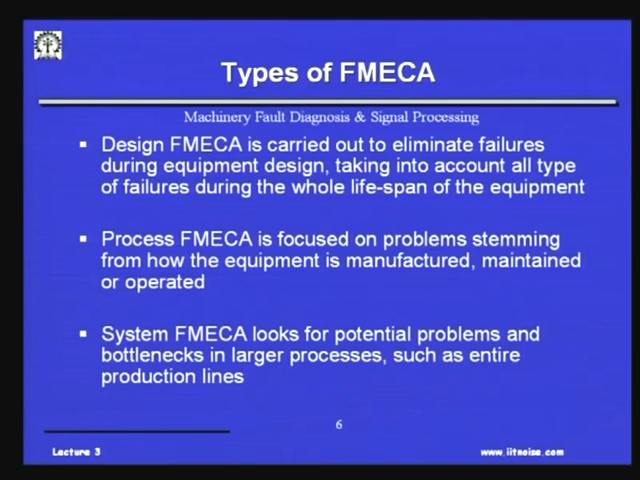 Types of FMECA
Machinery Fault Diagnosis & Signal Processing
▪ Design FMECA is carried out to eliminate failures
during equipment design, taking into account all type
of failures during the whole life-span of the equipment
▪ Process FMECA is focused on problems stemming
from how the equipment is manufactured, maintained
or operated
▪ System FMECA looks for potential problems and
bottlenecks in larger processes, such as entire
production lines
6
Lecture 3
www.iitnoise.com